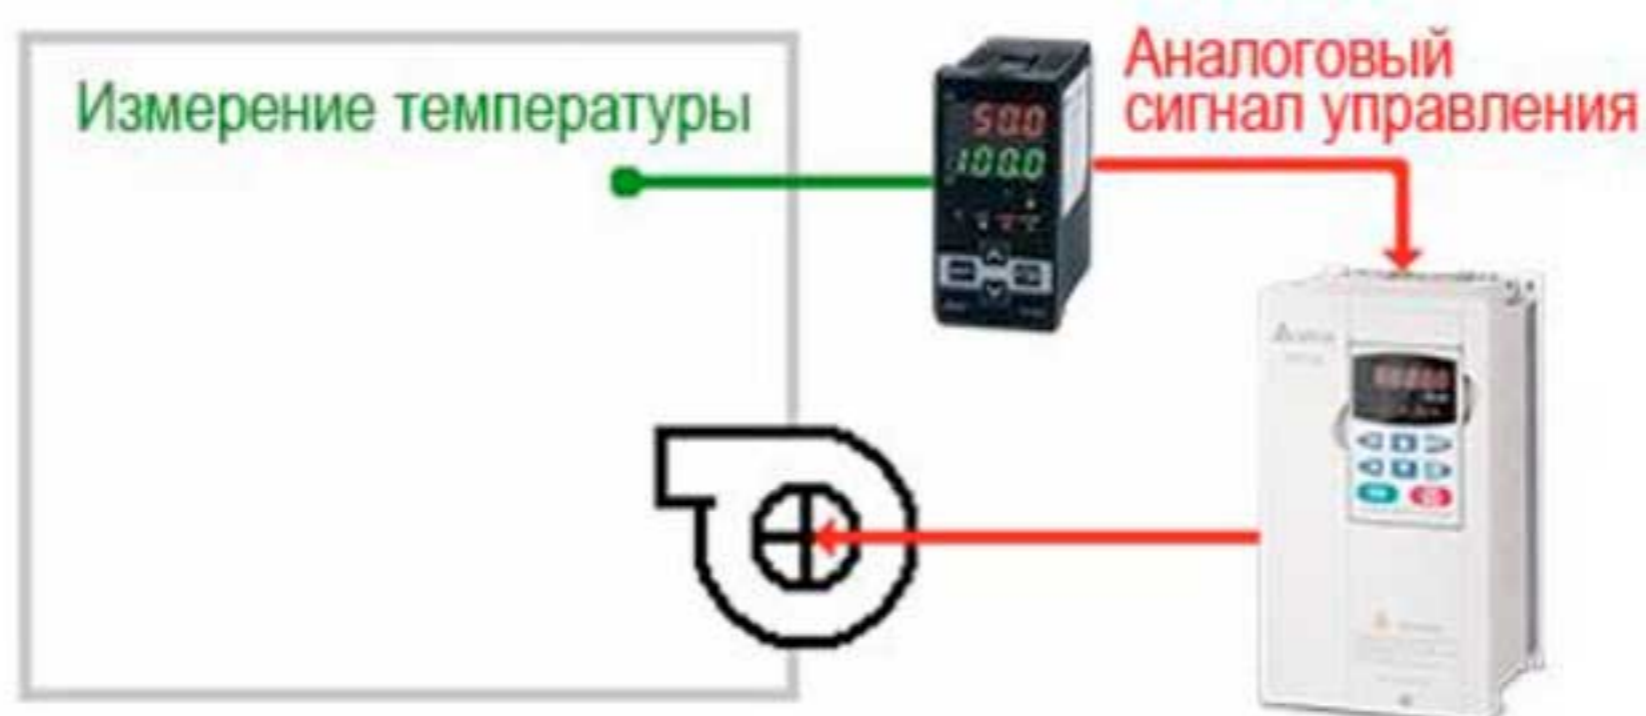 Измерение температуры
Аналоговый
сигнал управления
50.0
100.0